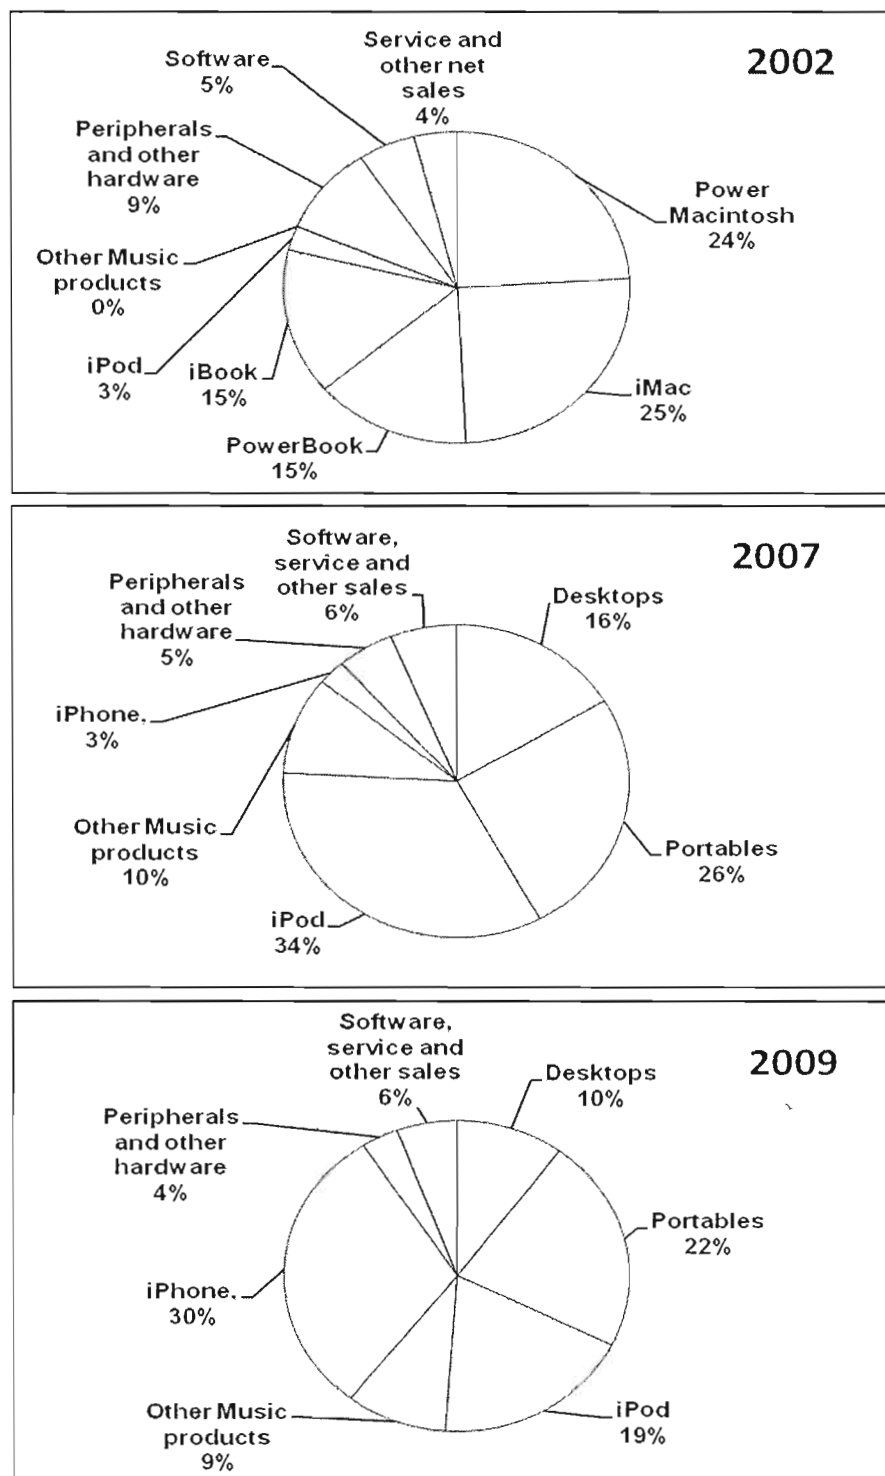 2002
Service and
other net
sales
4%
Software
5%
Peripherals
and other
hardware
9%
Power
Macintosh
24%
Other Music
products
0%
iPod
3%
iBook
15%
iMac
25%
PowerBook
15%
2007
Software,
service and
other sales
6%
Peripherals
and other
hardware
5%
Desktops
16%
iPhone,
3%
Other Music
products
10%
Portables
26%
iPod
34%
2009
Software,
service and
other sales
6%
Desktops
10%
Peripherals
and other
hardware
4%
Portables
22%
iPhone,
30%
Other Music
products
9%
iPod
19%